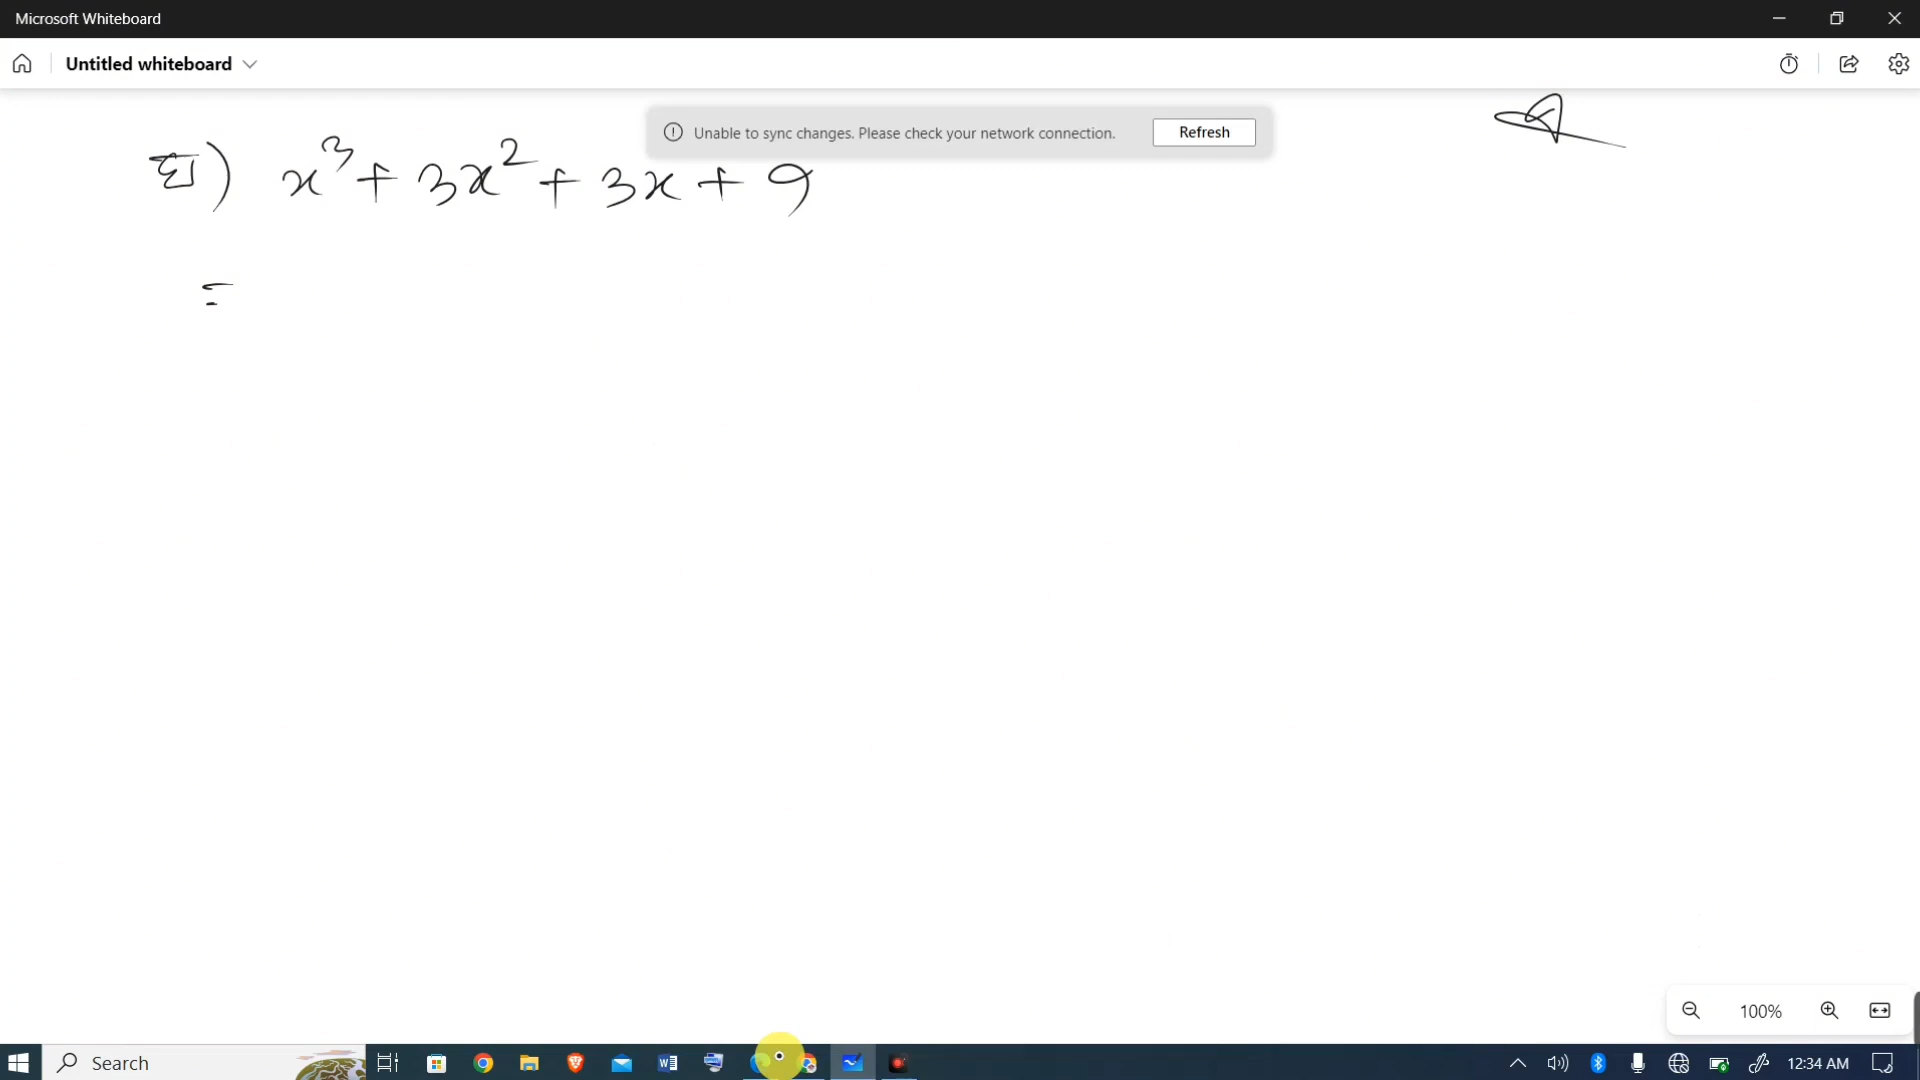 Microsoft Whiteboard
Untitled whiteboard
Unable to sync changes. Please check your network connection. Refresh
ঘ) x³ + 3x² + 3x + 9
=
100%
Search
12:34 AM